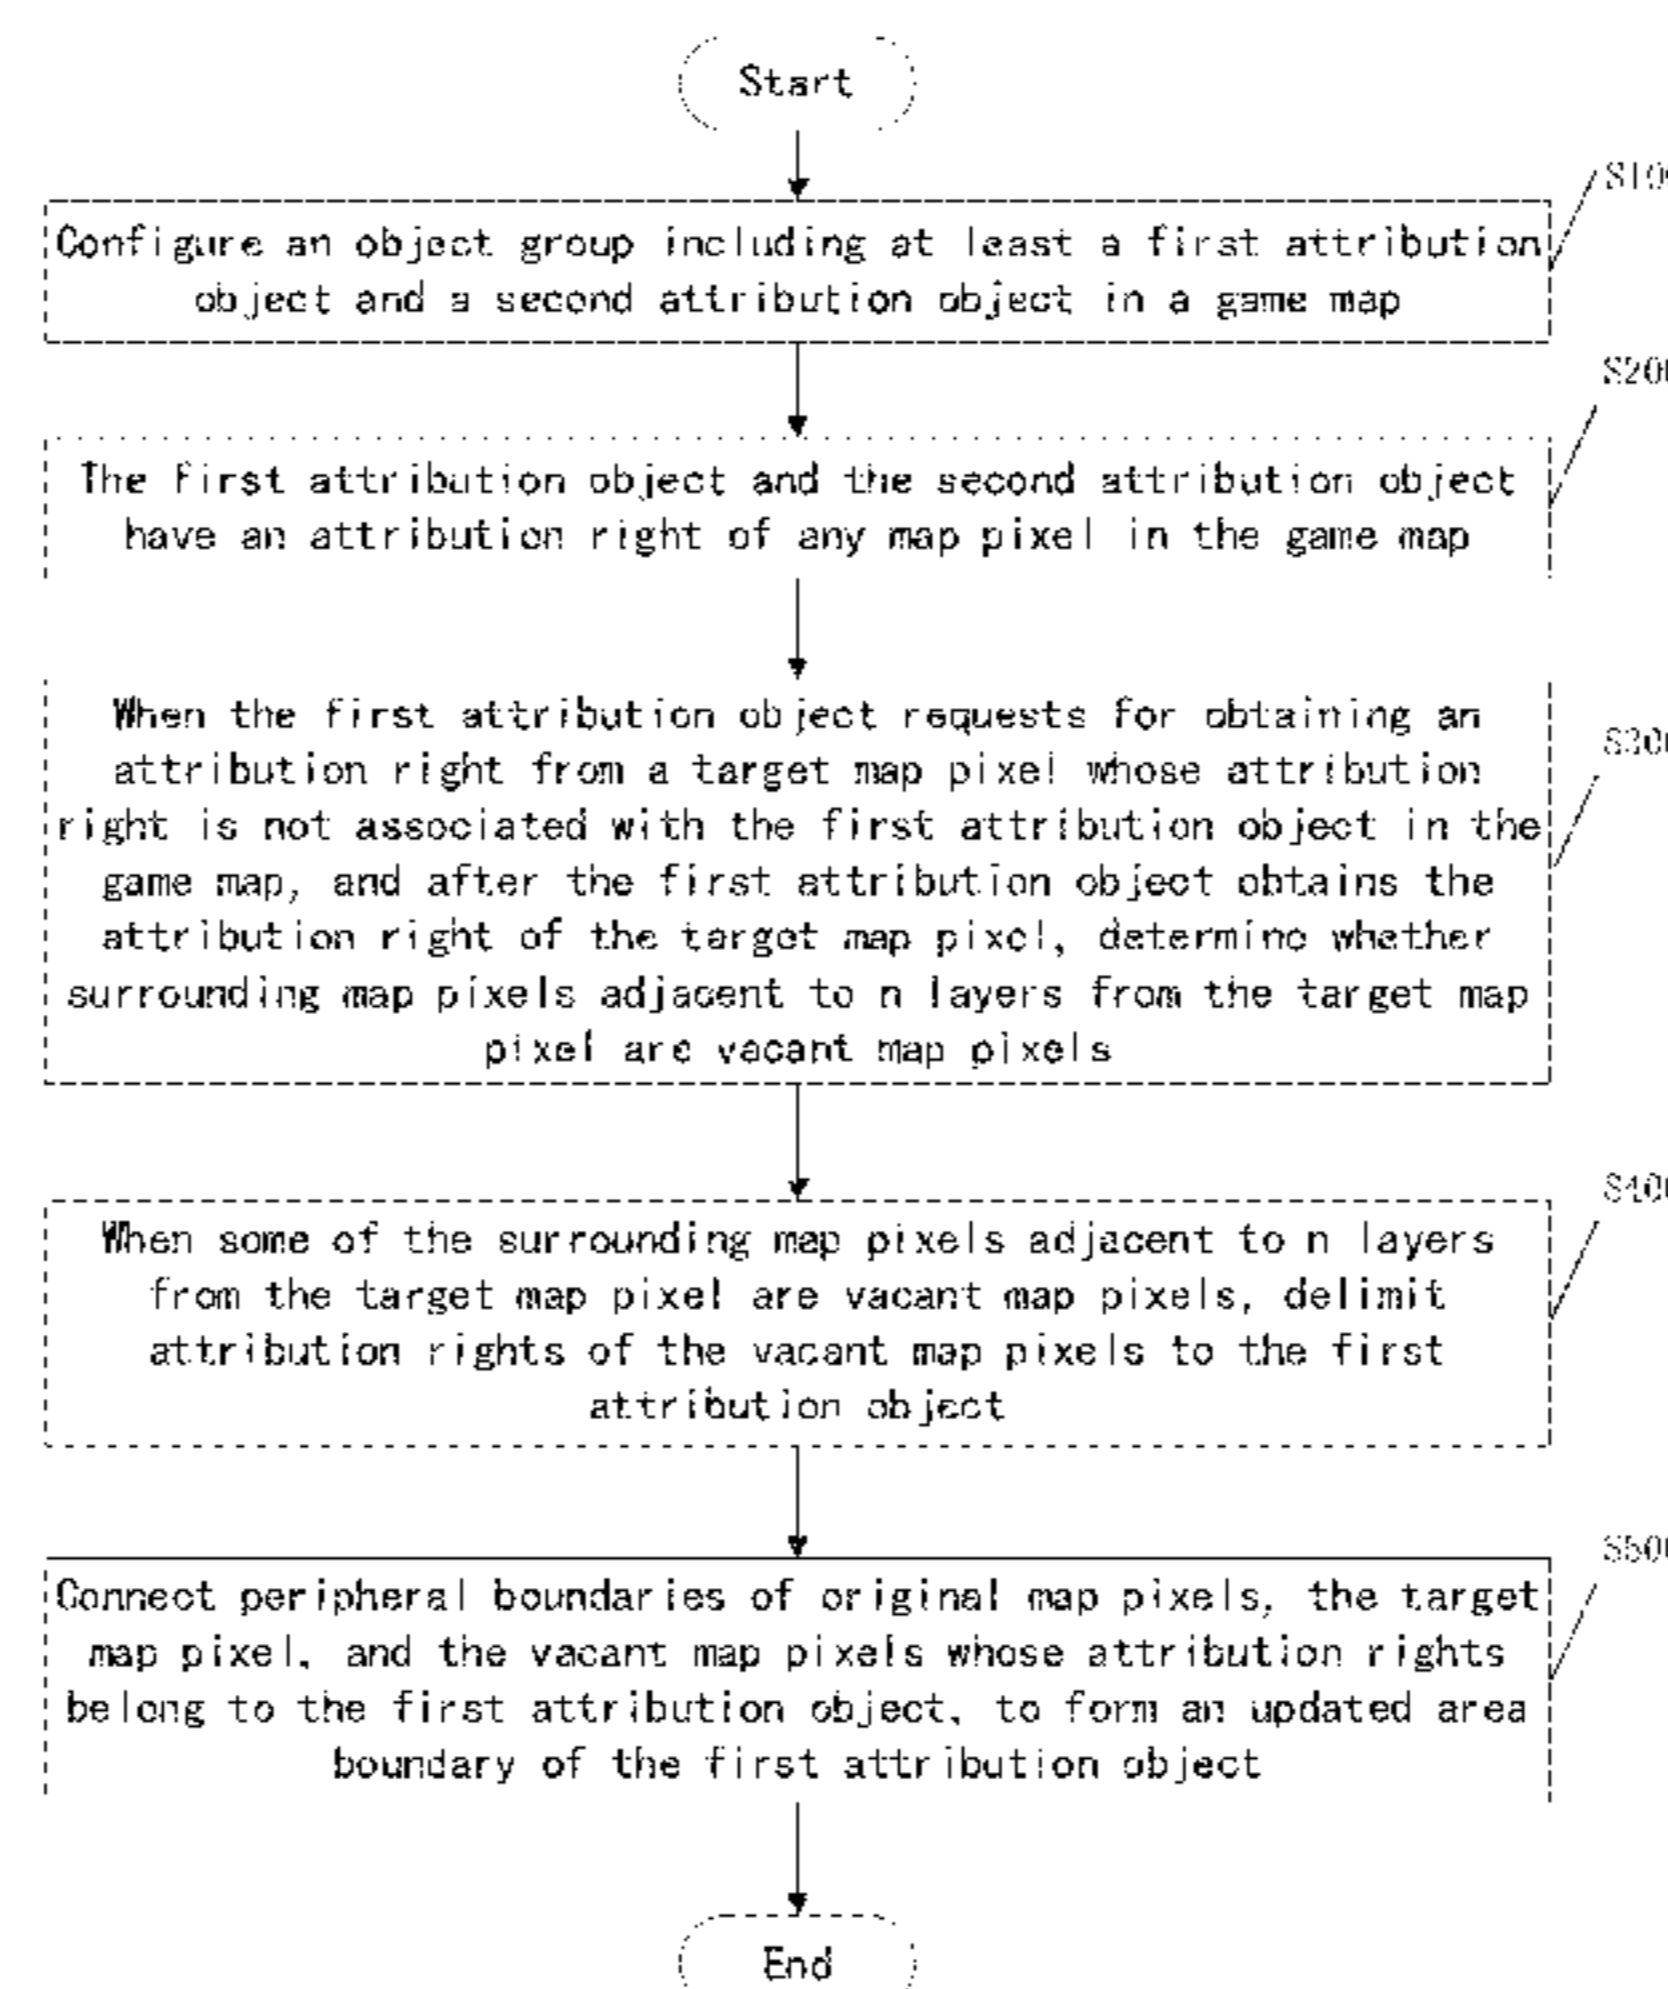 Start
S100
Configure an object group including at least a first attribution
object and a second attribution object in a game map
S200
The first attribution object and the second attribution object
have an attribution right of any map pixel in the game map
S300
When the first attribution object requests for obtaining an
attribution right from a target map pixel whose attribution
right is not associated with the first attribution object in the
game map, and after the first attribution object obtains the
attribution right of the target map pixel, determine whether
surrounding map pixels adjacent to n layers from the target map
pixel are vacant map pixels
S400
When some of the surrounding map pixels adjacent to n layers
from the target map pixel are vacant map pixels, delimit
attribution rights of the vacant map pixels to the first
attribution object
S500
Connect peripheral boundaries of original map pixels, the target
map pixel, and the vacant map pixels whose attribution rights
belong to the first attribution object, to form an updated area
boundary of the first attribution object
End